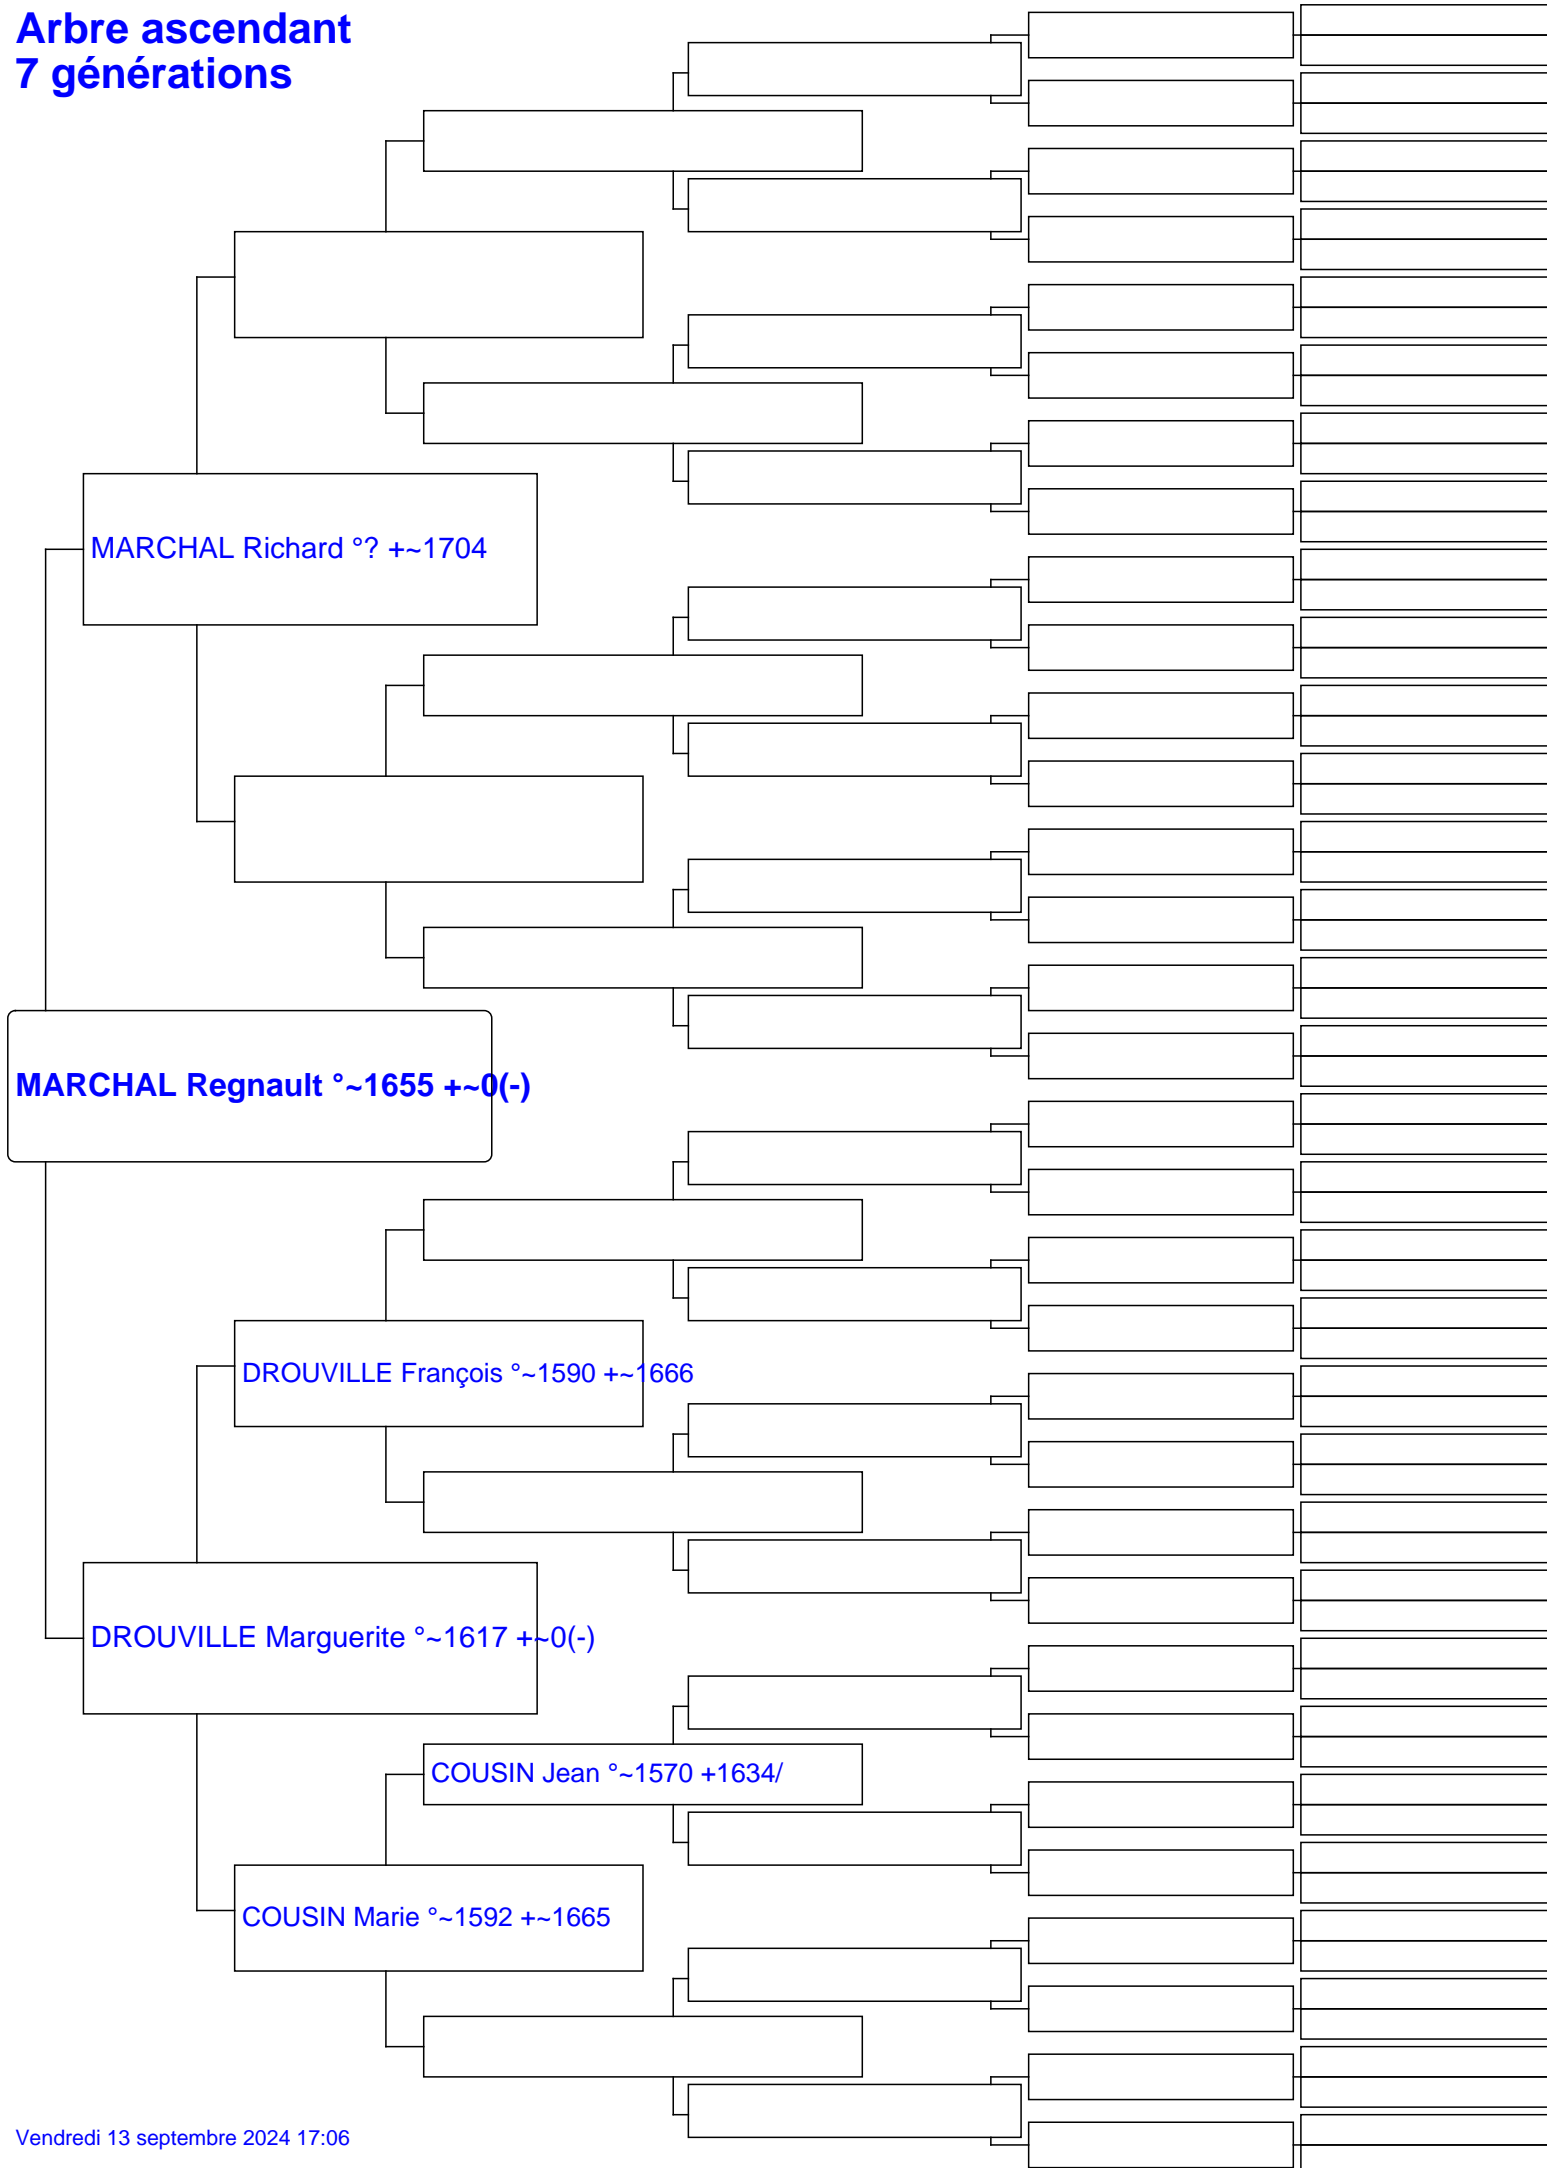 Arbre ascendant
7 générations
MARCHAL Richard °? +~1704
MARCHAL Regnault °~1655 +~0(-)
DROUVILLE François °~1590 +~1666
DROUVILLE Marguerite °~1617 +~0(-)
COUSIN Jean °~1570 +1634/
COUSIN Marie °~1592 +~1665
Vendredi 13 septembre 2024 17:06